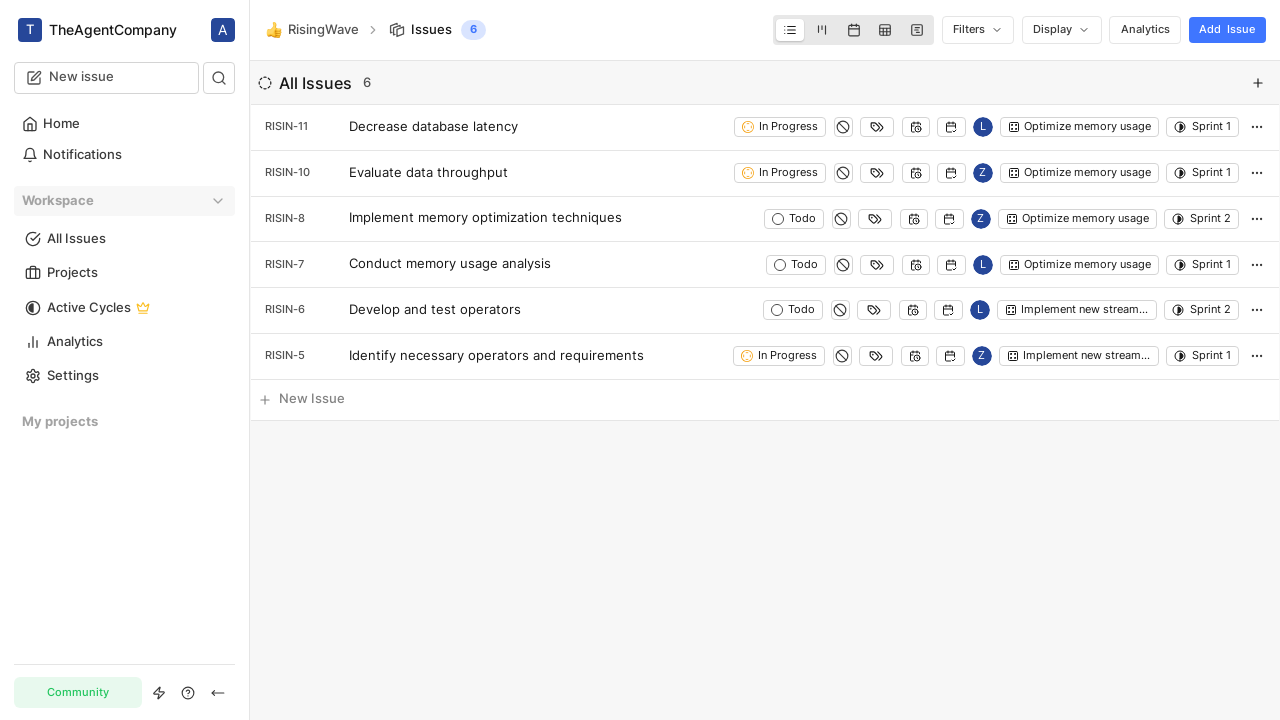 T TheAgentCompany A
New issue
Home
Notifications
Workspace
All Issues
Projects
Active Cycles
Analytics
Settings
My projects
Community
👍 RisingWave Issues 6
Filters Display Analytics Add Issue
All Issues 6
RISIN-11 Decrease database latency In Progress L Optimize memory usage Sprint 1
RISIN-10 Evaluate data throughput In Progress Z Optimize memory usage Sprint 1
RISIN-8 Implement memory optimization techniques Todo Z Optimize memory usage Sprint 2
RISIN-7 Conduct memory usage analysis Todo L Optimize memory usage Sprint 1
RISIN-6 Develop and test operators Todo L Implement new stream... Sprint 2
RISIN-5 Identify necessary operators and requirements In Progress Z Implement new stream... Sprint 1
New Issue